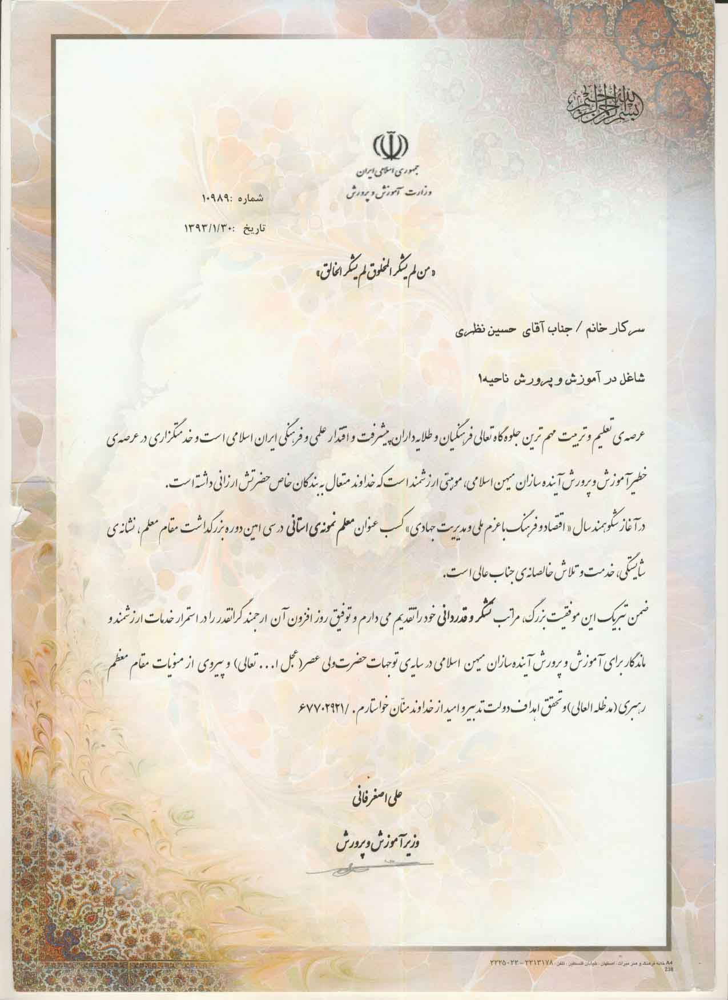 بسم الله الرحمن الرحیم
جمهوری اسلامی ایران
وزارت آموزش و پرورش
شماره :۱۰۹۸۹
تاریخ :۱۳۹۳/۱/۳۰
«من لم یشکر المخلوق لم یشکر الخالق»
سرکار خانم / جناب آقای حسین نظری
شاغل در آموزش و پرورش ناحیه۱
عرصه‌ی تعلیم و تربیت مهم ترین جلوه گاه تعالی فرهنگیان و طلایه داران پیشرفت و اقتدار علمی و فرهنگی ایران اسلامی است و خدمتگزاری در عرصه‌ی
خطیر آموزش و پرورش آینده سازان میهن اسلامی، موهبتی ارزشمند است که خداوند متعال به بندگان خاص حضرتش ارزانی داشته است.
در آغاز شکوهمند سال «اقتصاد و فرهنگ با عزم ملی و مدیریت جهادی» کسب عنوان معلم نمونه‌ی استانی در سی امین دوره بزرگداشت مقام معلم، نشانه‌ی
شایستگی، خدمت و تلاش خالصانه‌ی جناب عالی است.
ضمن تبریک این موفقیت بزرگ، مراتب تشکر و قدردانی خود را تقدیم می دارم و توفیق روز افزون آن ارجمند گرانقدر را در استمرار خدمات ارزشمند و
ماندگار برای آموزش و پرورش آینده سازان میهن اسلامی در سایه‌ی توجهات حضرت ولی عصر(عجل ا... تعالی) و پیروی از منویات مقام معظم
رهبری (مدظله العالی)و تحقق اهداف دولت تدبیر و امید از خداوند منّان خواستارم. /۶۷۷۰۲۹۲۱
علی اصغر فانی
وزیر آموزش و پرورش
A4 خانه فرهنگ و هنر میراث، اصفهان، خیابان فلسطین، تلفن: ۲۲۱۳۱۷۸ - ۲۲۲۵۰۲۲
238